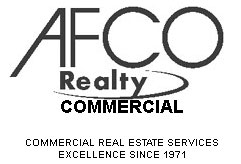 AFCO
Realty
COMMERCIAL
COMMERCIAL REAL ESTATE SERVICES
EXCELLENCE SINCE 1971